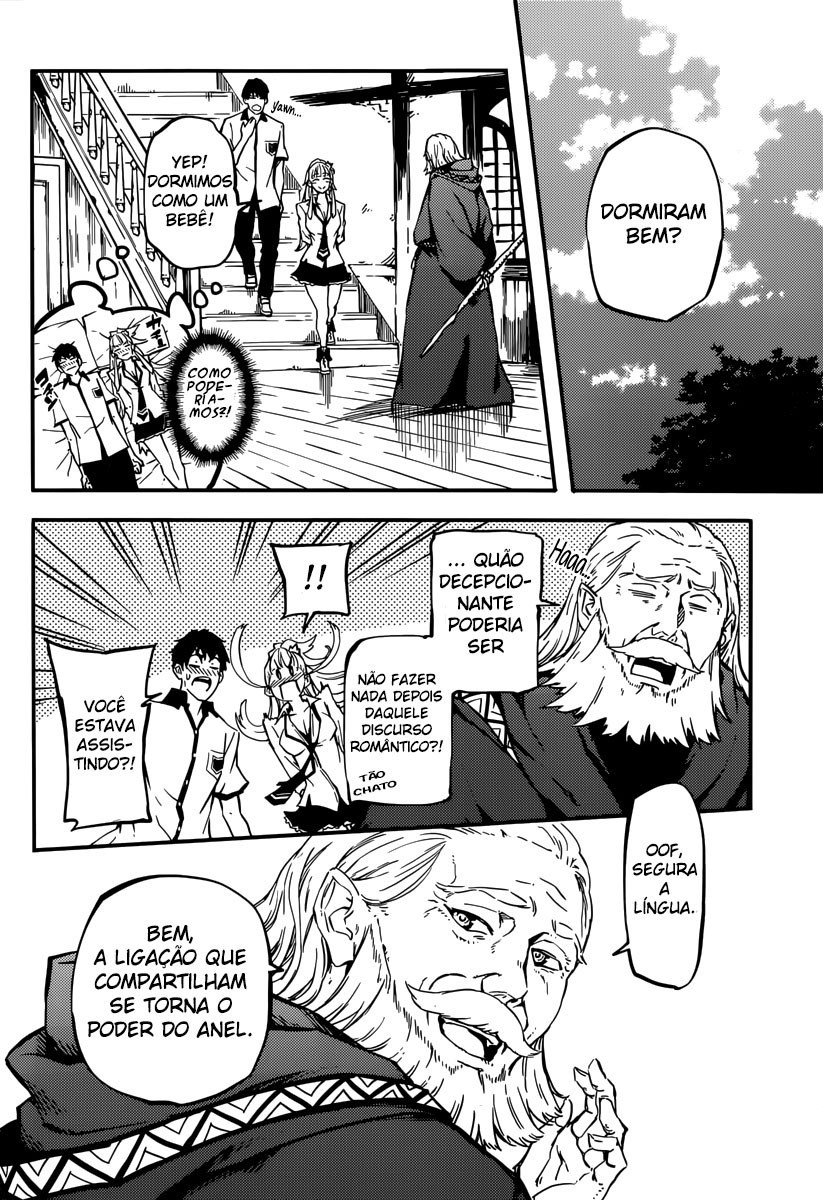 DORMIRAM
BEM?
yawn...
YEP!
DORMIMOS
COMO UM
BEBÊ!
COMO
PODE-
RÍA-
MOS?!
Haaa...
... QUÃO
DECEPCIO-
NANTE
PODERIA
SER
NÃO FAZER
NADA DEPOIS
DAQUELE
DISCURSO
ROMÂNTICO?!
TÃO
CHATO
!!
VOCÊ
ESTAVA
ASSIS-
TINDO?!
OOF,
SEGURA
A
LÍNGUA.
BEM,
A LIGAÇÃO QUE
COMPARTILHAM
SE TORNA O
PODER DO ANEL.